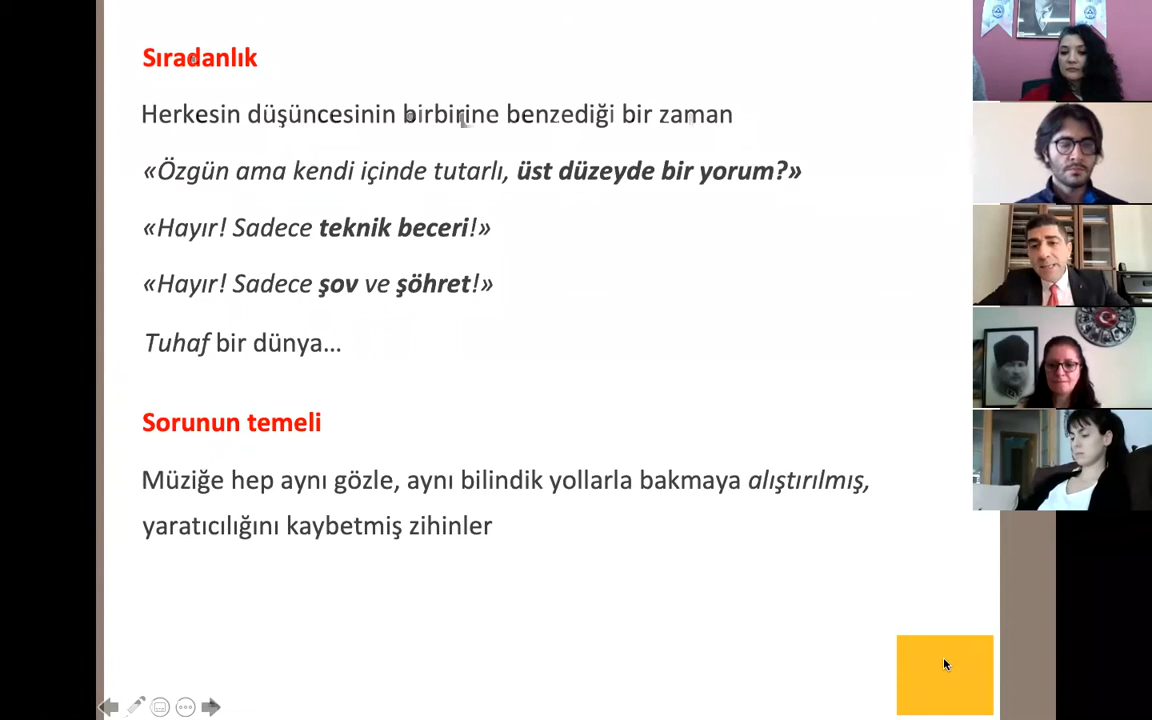 Sıradanlık
Herkesin düşüncesinin birbirine benzediği bir zaman
«Özgün ama kendi içinde tutarlı, üst düzeyde bir yorum?»
«Hayır! Sadece teknik beceri!»
«Hayır! Sadece şov ve şöhret!»
Tuhaf bir dünya...
Sorunun temeli
Müziğe hep aynı gözle, aynı bilindik yollarla bakmaya alıştırılmış,
yaratıcılığını kaybetmiş zihinler